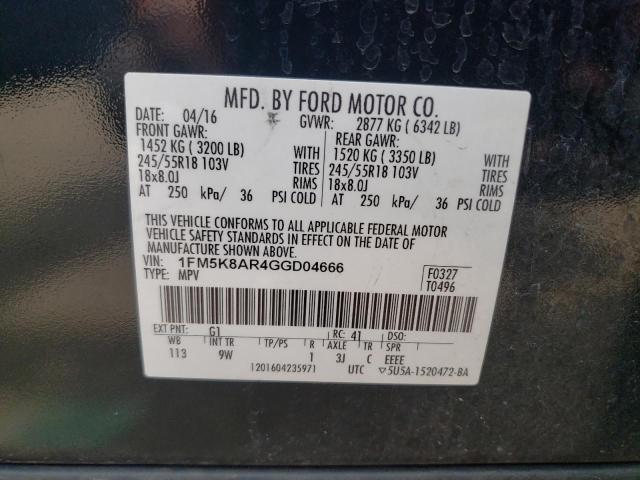 MFD. BY FORD MOTOR CO.
DATE: 04/16 GVWR: 2877 KG ( 6342 LB)
FRONT GAWR: REAR GAWR:
1452 KG ( 3200 LB) WITH 1520 KG ( 3350 LB) WITH
245/55R18 103V TIRES 245/55R18 103V TIRES
18x8.0J RIMS 18x8.0J RIMS
AT 250 kPa/ 36 PSI COLD AT 250 kPa/ 36 PSI COLD
THIS VEHICLE CONFORMS TO ALL APPLICABLE FEDERAL MOTOR
VEHICLE SAFETY STANDARDS IN EFFECT ON THE DATE OF
MANUFACTURE SHOWN ABOVE.
VIN: 1FM5K8AR4GGD04666 F0327
TYPE: MPV T0496
EXT PNT: G1 RC: 41 DSO:
WB INT TR TP/PS R AXLE TR SPR
113 9W 1 3J C EEEE
1201604235971 UTC ▽5U5A-1520472-BA